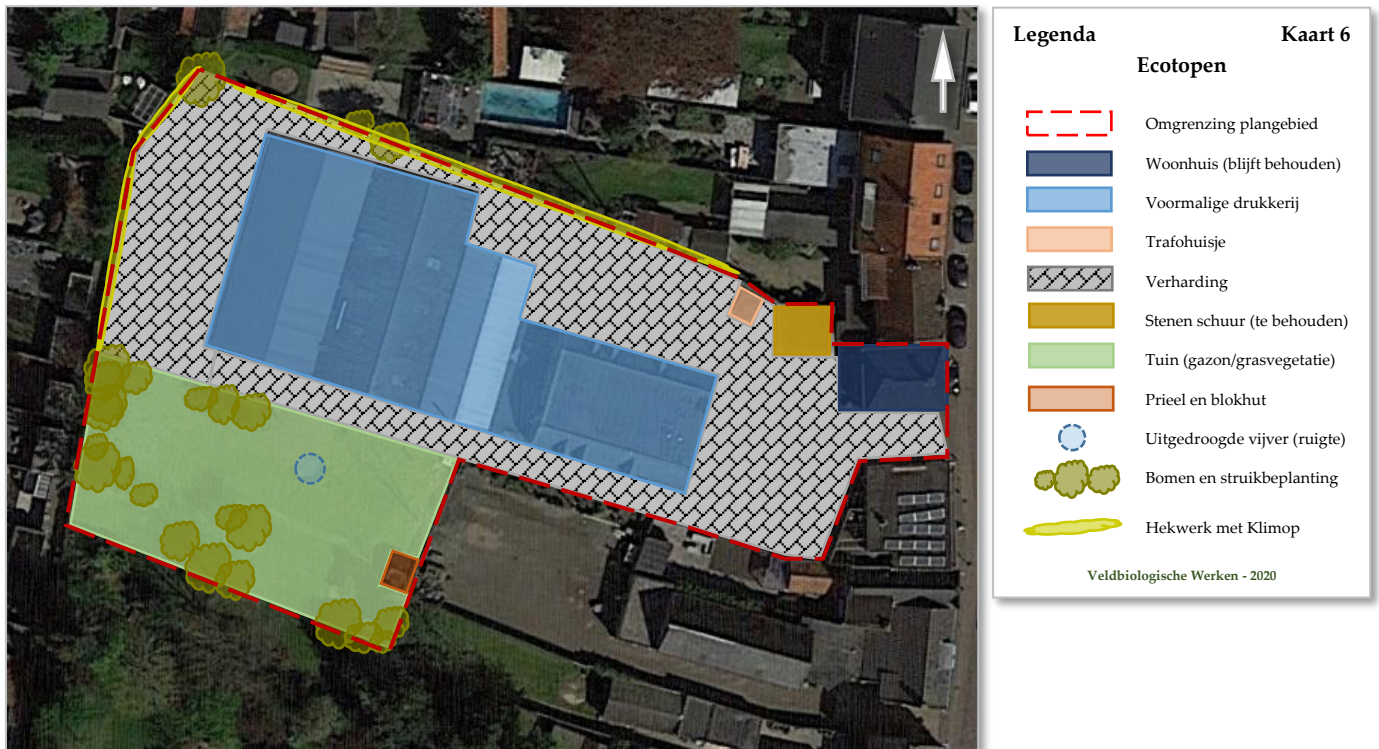 Legenda Kaart 6
Ecotopen
Omgrenzing plangebied
Woonhuis (blijft behouden)
Voormalige drukkerij
Trafohuisje
Verharding
Stenen schuur (te behouden)
Tuin (gazon/grasvegetatie)
Prieel en blokhut
Uitgedroogde vijver (ruigte)
Bomen en struikbeplanting
Hekwerk met Klimop
Veldbiologische Werken - 2020